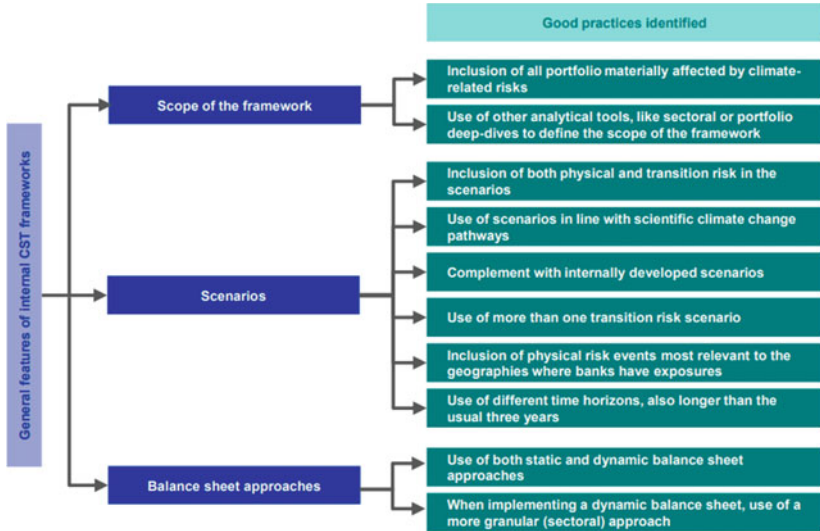 Good practices identified
General features of internal CST frameworks
Scope of the framework
Inclusion of all portfolio materially affected by climate-
related risks
Use of other analytical tools, like sectoral or portfolio
deep-dives to define the scope of the framework
Scenarios
Inclusion of both physical and transition risk in the
scenarios
Use of scenarios in line with scientific climate change
pathways
Complement with internally developed scenarios
Use of more than one transition risk scenario
Inclusion of physical risk events most relevant to the
geographies where banks have exposures
Use of different time horizons, also longer than the
usual three years
Balance sheet approaches
Use of both static and dynamic balance sheet
approaches
When implementing a dynamic balance sheet, use of a
more granular (sectoral) approach